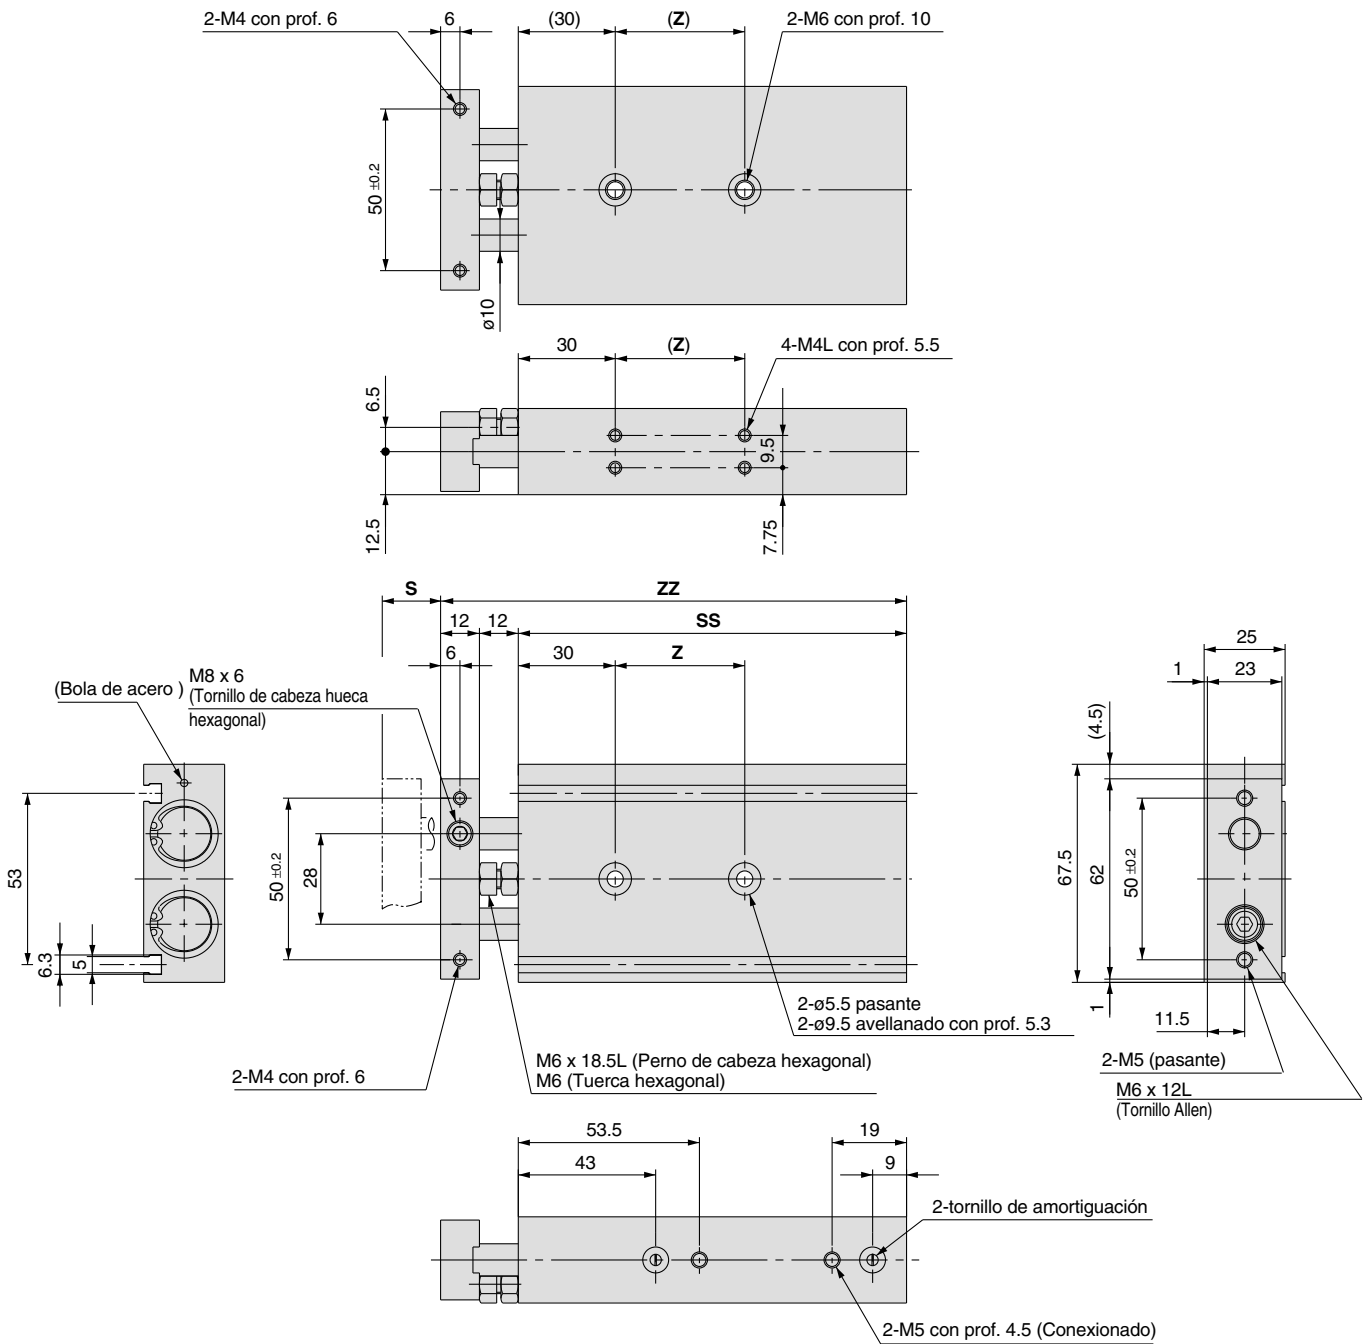 2-M4 con prof. 6
6
(30)
(Z)
2-M6 con prof. 10
50 ±0.2
ø10
30
(Z)
4-M4L con prof. 5.5
6.5
9.5
12.5
7.75
S
ZZ
12
12
SS
6
30
Z
25
1
23
M8 x 6
(Tornillo de cabeza hueca
hexagonal)
(Bola de acero )
(4.5)
53
50 ±0.2
28
67.5
62
50 ±0.2
6.3
5
1
11.5
2-ø5.5 pasante
2-ø9.5 avellanado con prof. 5.3
2-M4 con prof. 6
M6 x 18.5L (Perno de cabeza hexagonal)
M6 (Tuerca hexagonal)
2-M5 (pasante)
M6 x 12L
(Tornillo Allen)
53.5
19
43
9
2-tornillo de amortiguación
2-M5 con prof. 4.5 (Conexionado)